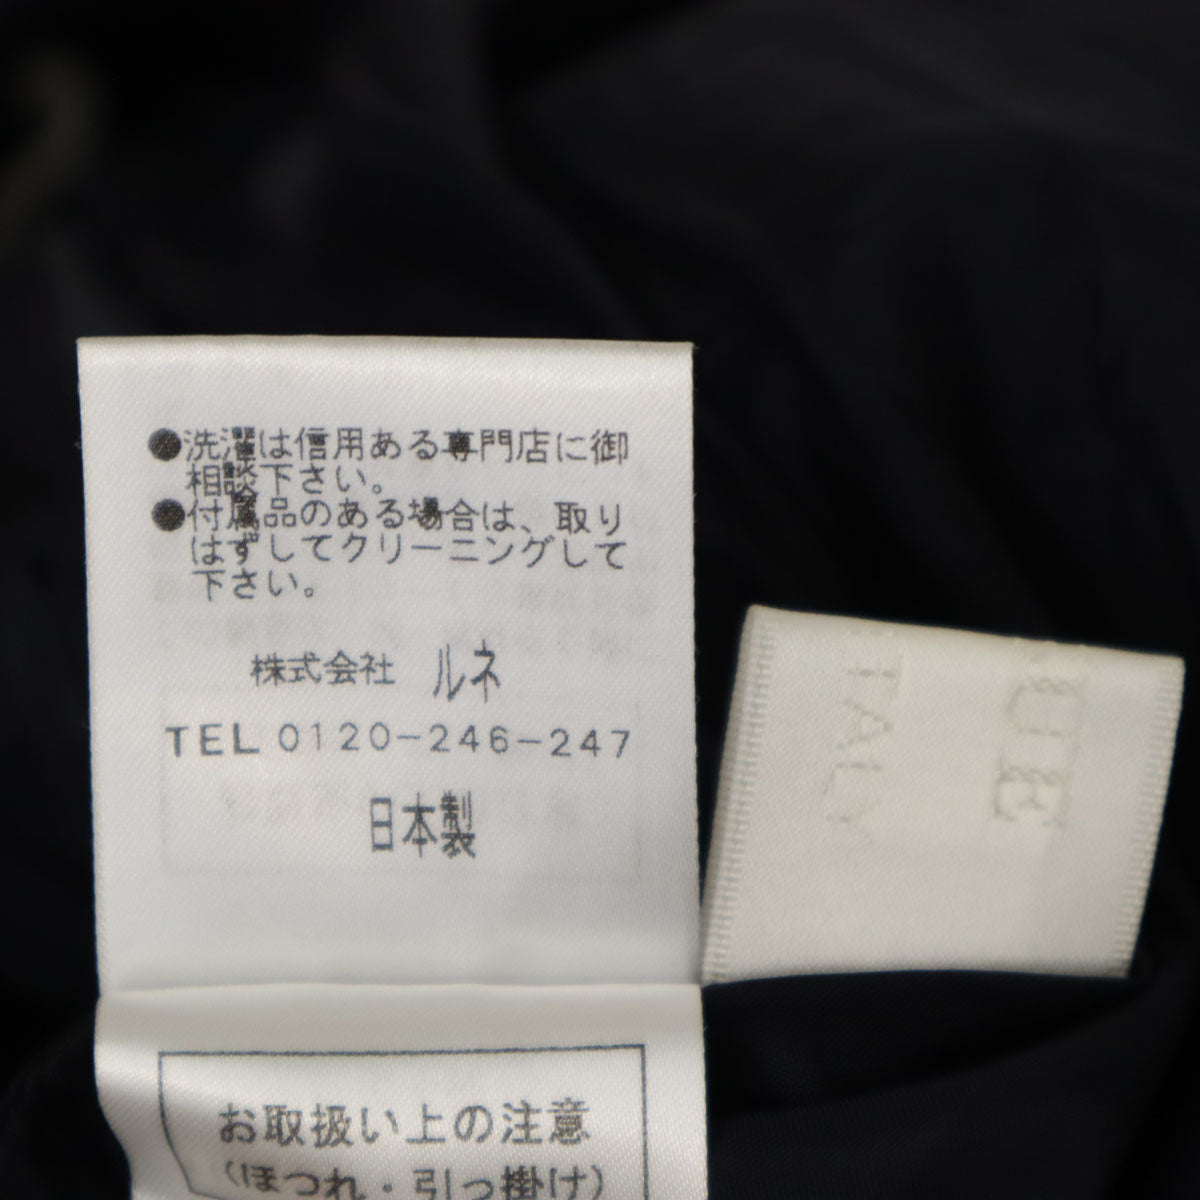 ●洗濯は信用ある専門店に御
相談下さい。
●付属品のある場合は、取り
はずしてクリーニングして
下さい。
株式会社 ルネ
TEL 0120-246-247
日本製
お取扱い上の注意
(ほつれ・引っ掛け)